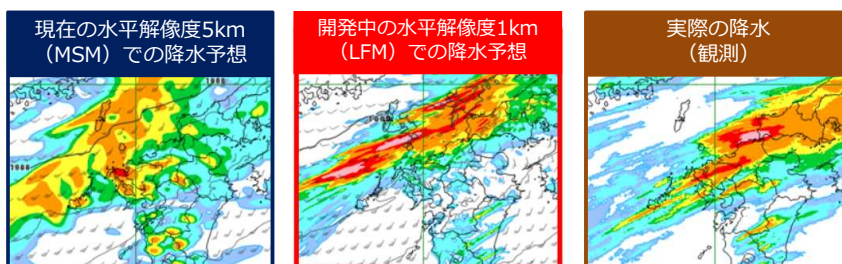 現在の水平解像度5km
（MSM）での降水予想
開発中の水平解像度1km
（LFM）での降水予想
実際の降水
（観測）